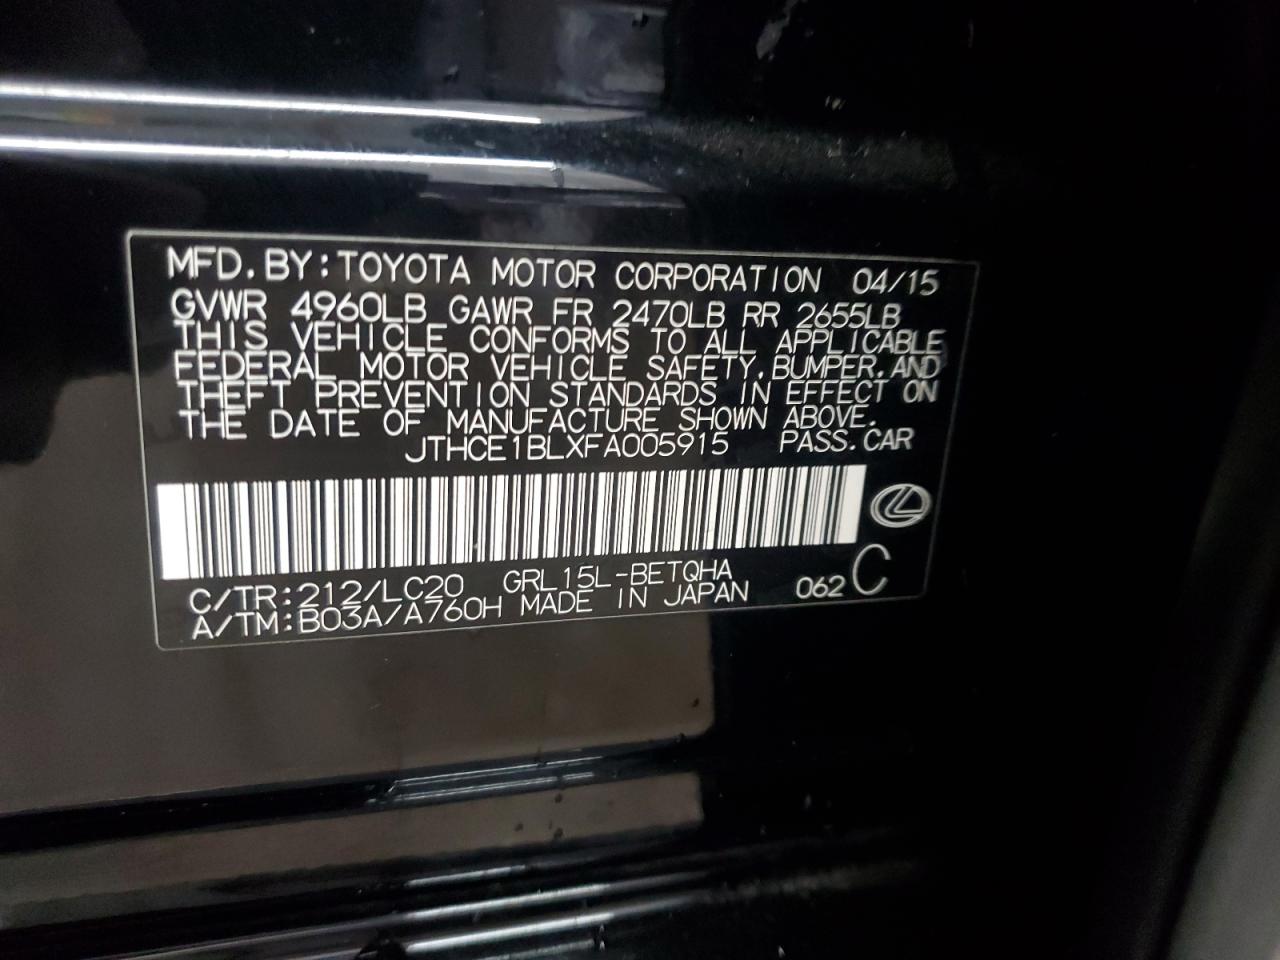 MFD.BY:TOYOTA MOTOR CORPORATION 04/15
GVWR 4960LB GAWR FR 2470LB RR 2655LB
THIS VEHICLE CONFORMS TO ALL APPLICABLE
FEDERAL MOTOR VEHICLE SAFETY,BUMPER,AND
THEFT PREVENTION STANDARDS IN EFFECT ON
THE DATE OF MANUFACTURE SHOWN ABOVE.
JTHCE1BLXFA005915 PASS.CAR
C/TR:212/LC20 GRL15L-BETQHA
A/TM:B03A/A760H MADE IN JAPAN 062 C